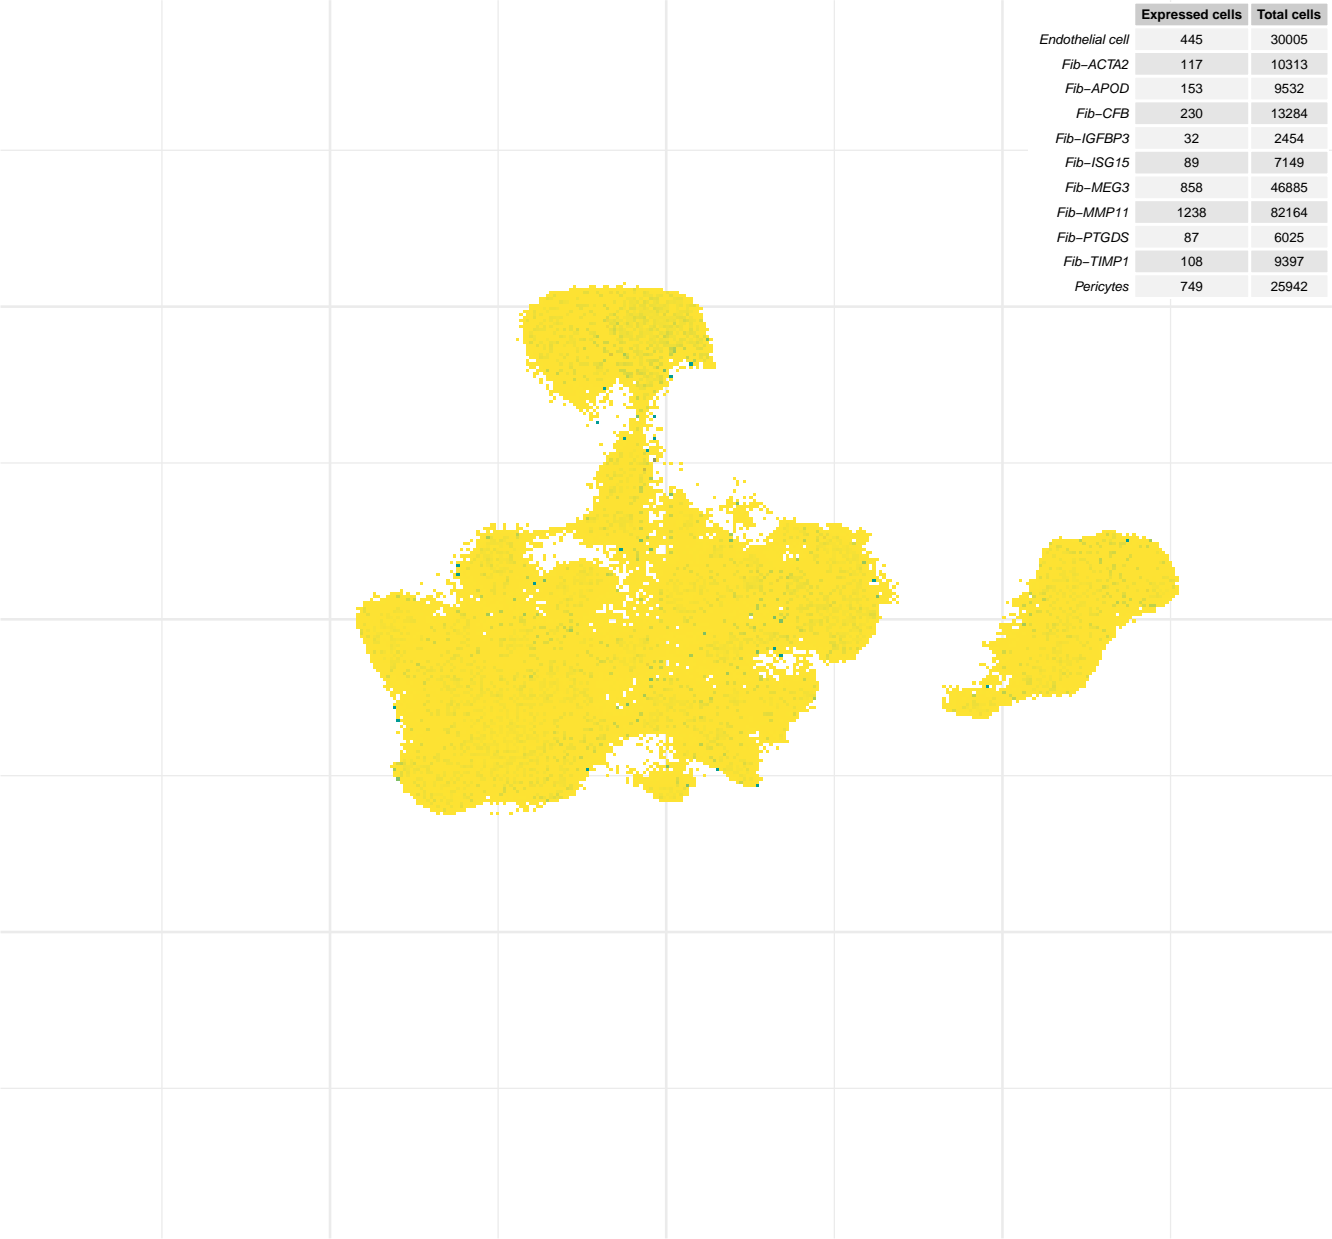 Expressed cells Total cells
Endothelial cell 445 30005
Fib−ACTA2 117 10313
Fib−APOD 153 9532
Fib−CFB 230 13284
Fib−IGFBP3 32 2454
Fib−ISG15 89 7149
Fib−MEG3 858 46885
Fib−MMP11 1238 82164
Fib−PTGDS 87 6025
Fib−TIMP1 108 9397
Pericytes 749 25942